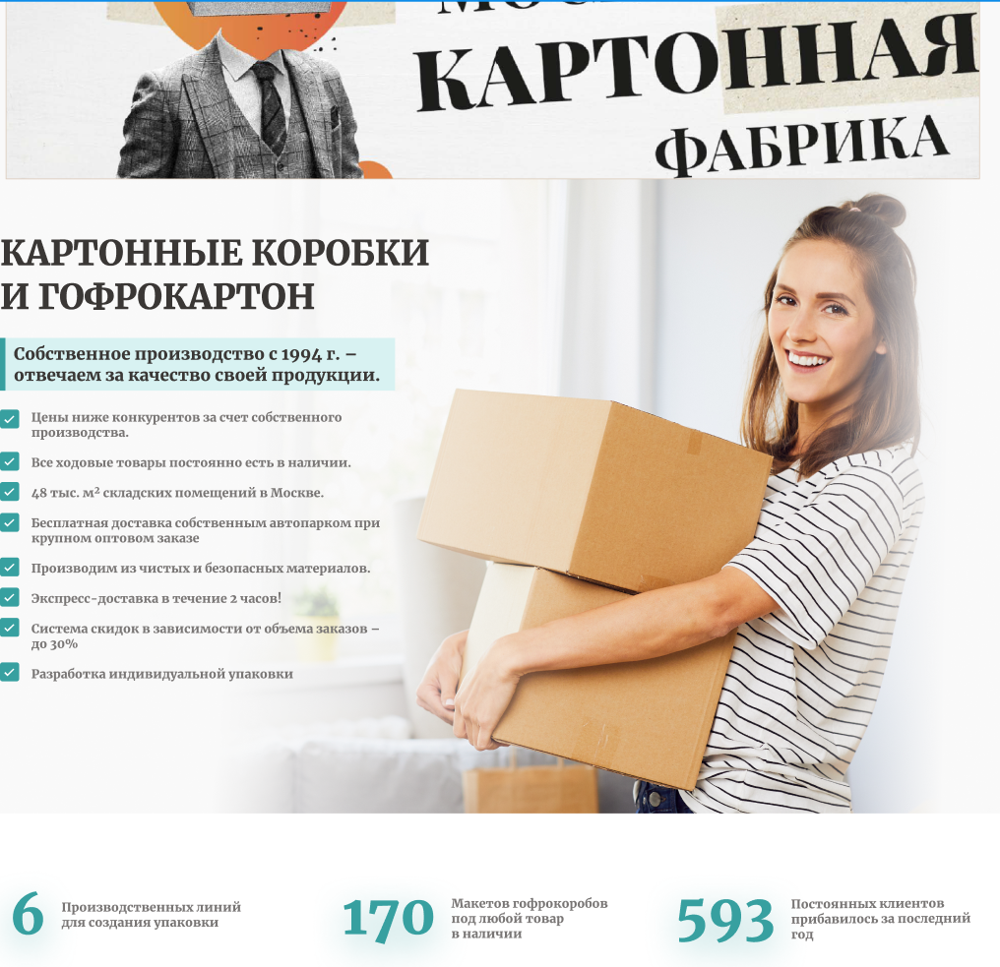 КАРТОННАЯ
ФАБРИКА
КАРТОННЫЕ КОРОБКИ
И ГОФРОКАРТОН
Собственное производство с 1994 г. –
отвечаем за качество своей продукции.
Цены ниже конкурентов за счет собственного
производства.
Все ходовые товары постоянно есть в наличии.
48 тыс. м² складских помещений в Москве.
Бесплатная доставка собственным автопарком при
крупном оптовом заказе
Производим из чистых и безопасных материалов.
Экспресс-доставка в течение 2 часов!
Система скидок в зависимости от объема заказов –
до 30%
Разработка индивидуальной упаковки
6
Производственных линий
для создания упаковки
170
Макетов гофрокоробов
под любой товар
в наличии
593
Постоянных клиентов
прибавилось за последний
год